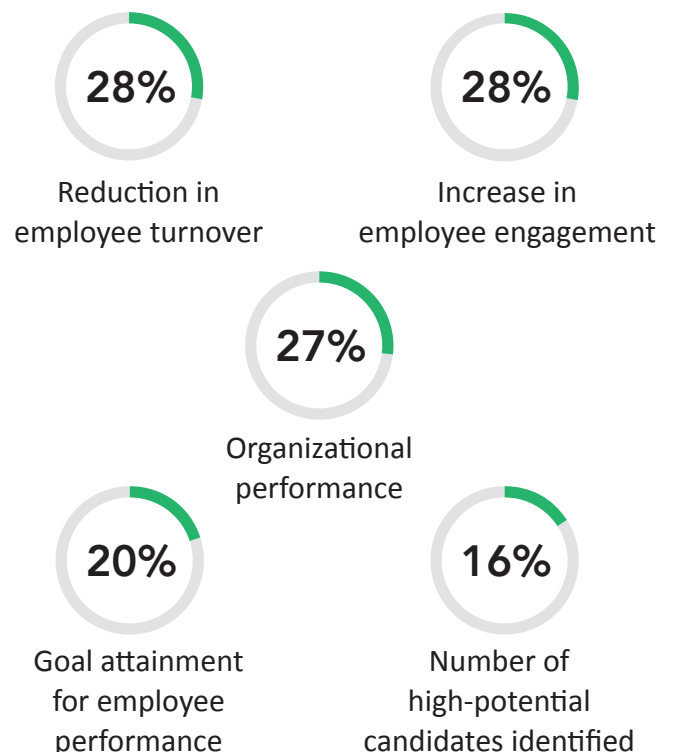 28%
Reduction in
employee turnover
28%
Increase in
employee engagement
27%
Organizational
performance
20%
Goal attainment
for employee
performance
16%
Number of
high-potential
candidates identified